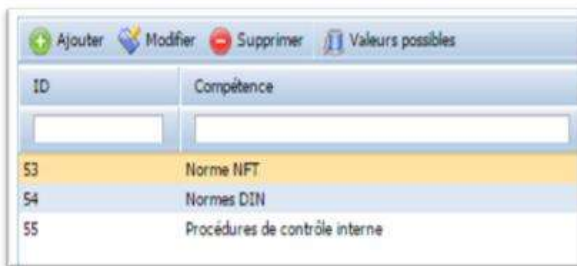 Ajouter Modifier Supprimer Valeurs possibles
ID Compétence
53 Norme NFT
54 Normes DIN
55 Procédures de contrôle interne